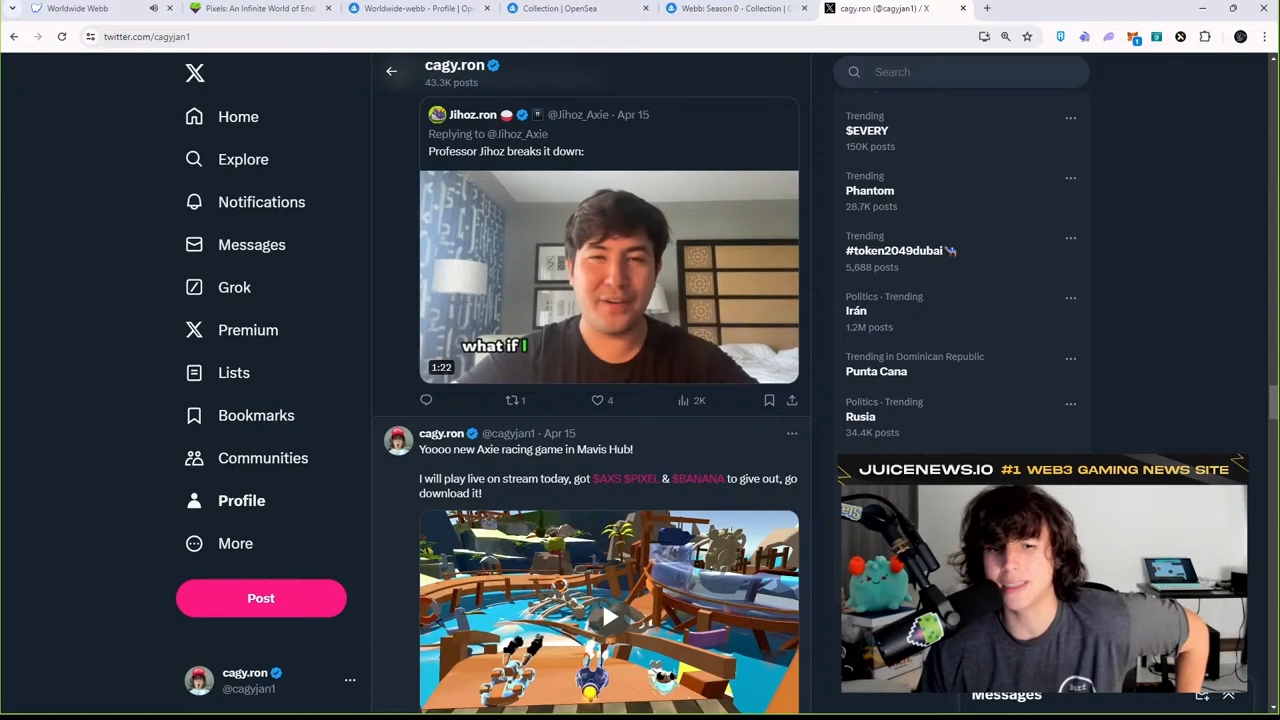 Worldwide Webb
Pixels: An Infinite World of End
Worldwide-webb - Profile | Open
Collection | OpenSea
Webb: Season 0 - Collection | O
cagy.ron (@cagyjan1) / X
twitter.com/cagyjan1
Home
Explore
Notifications
Messages
Grok
Premium
Lists
Bookmarks
Communities
Profile
More
Post
cagy.ron
@cagyjan1
cagy.ron
43.3K posts
Jihoz.ron @Jihoz_Axie · Apr 15
Replying to @Jihoz_Axie
Professor Jihoz breaks it down:
what if I
1:22
1
4
2K
cagy.ron @cagyjan1 · Apr 15
Yoooo new Axie racing game in Mavis Hub!
I will play live on stream today, got $AXS $PIXEL & $BANANA to give out, go
download it!
Search
Trending
$EVERY
150K posts
Trending
Phantom
28.7K posts
Trending
#token2049dubai
5,688 posts
Politics · Trending
Irán
1.2M posts
Trending in Dominican Republic
Punta Cana
Politics · Trending
Rusia
34.4K posts
JUICENEWS.IO #1 WEB3 GAMING NEWS SITE
Messages